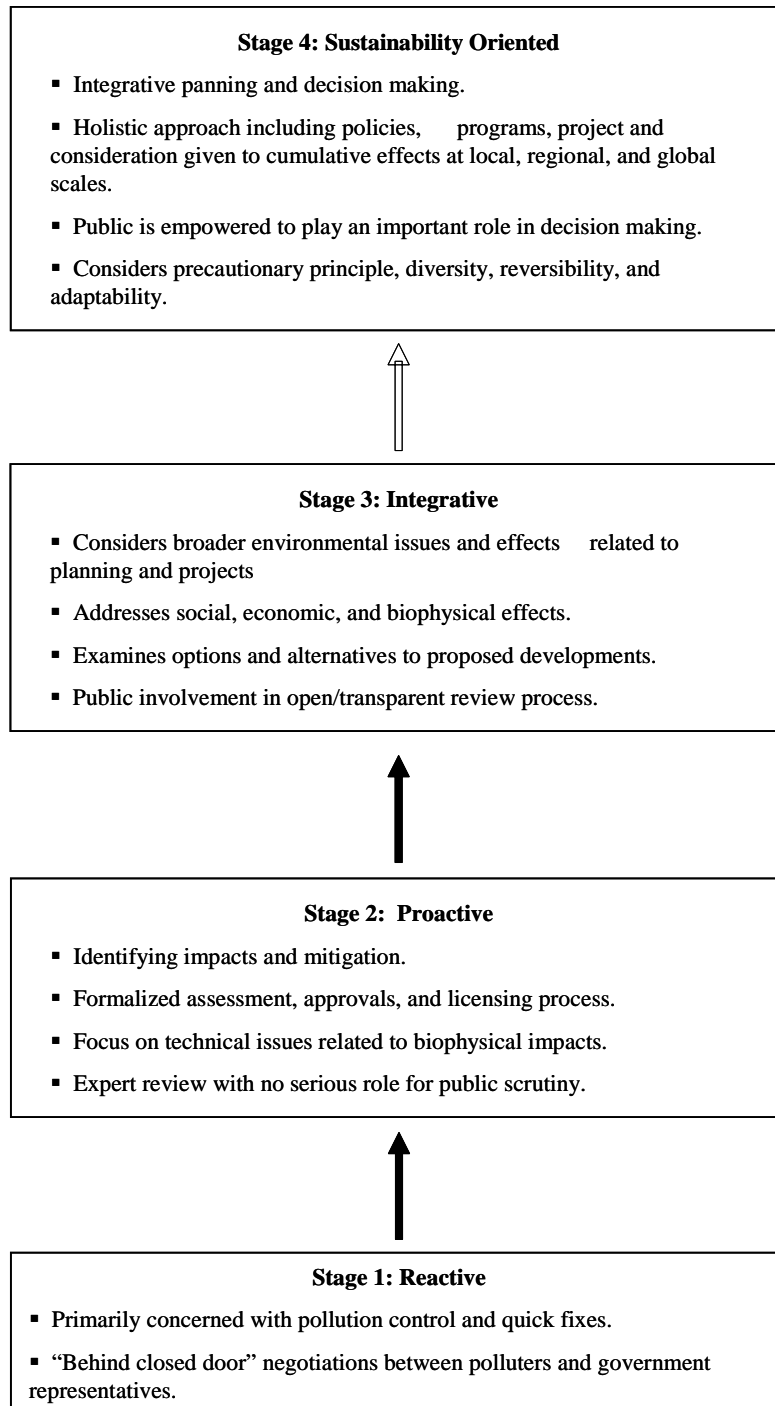 Stage 4: Sustainability Oriented
▪ Integrative panning and decision making.
▪ Holistic approach including policies, programs, project and
consideration given to cumulative effects at local, regional, and global
scales.
▪ Public is empowered to play an important role in decision making.
▪ Considers precautionary principle, diversity, reversibility, and
adaptability.
Stage 3: Integrative
▪ Considers broader environmental issues and effects related to
planning and projects
▪ Addresses social, economic, and biophysical effects.
▪ Examines options and alternatives to proposed developments.
▪ Public involvement in open/transparent review process.
Stage 2: Proactive
▪ Identifying impacts and mitigation.
▪ Formalized assessment, approvals, and licensing process.
▪ Focus on technical issues related to biophysical impacts.
▪ Expert review with no serious role for public scrutiny.
Stage 1: Reactive
▪ Primarily concerned with pollution control and quick fixes.
▪ “Behind closed door” negotiations between polluters and government
representatives.